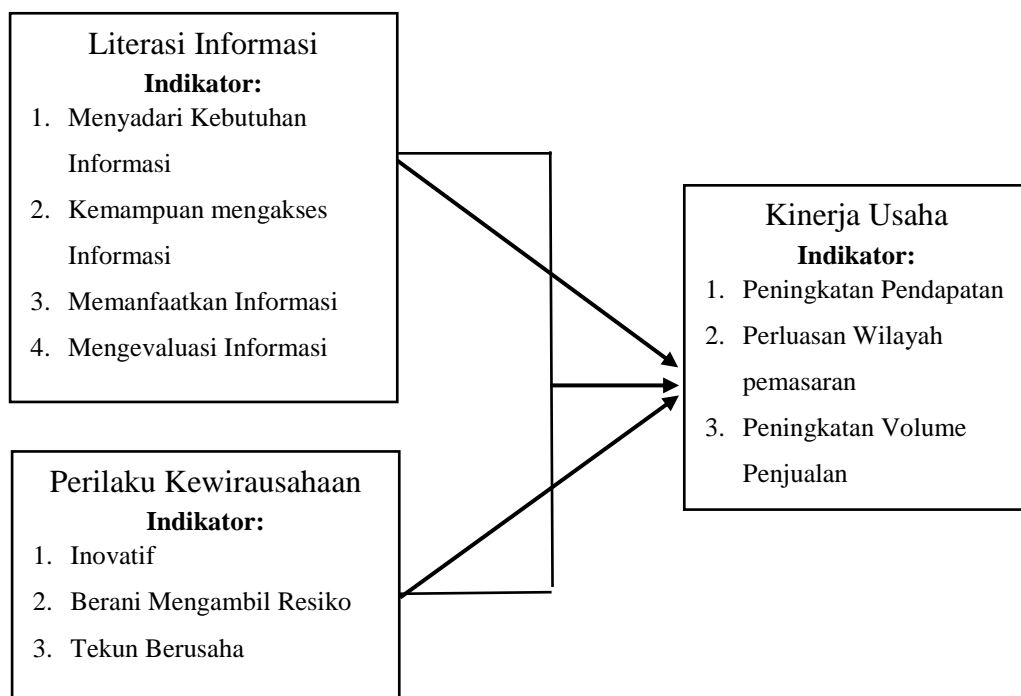 Literasi Informasi
Indikator:
1. Menyadari Kebutuhan
Informasi
2. Kemampuan mengakses
Informasi
3. Memanfaatkan Informasi
4. Mengevaluasi Informasi
Perilaku Kewirausahaan
Indikator:
1. Inovatif
2. Berani Mengambil Resiko
3. Tekun Berusaha
Kinerja Usaha
Indikator:
1. Peningkatan Pendapatan
2. Perluasan Wilayah
pemasaran
3. Peningkatan Volume
Penjualan